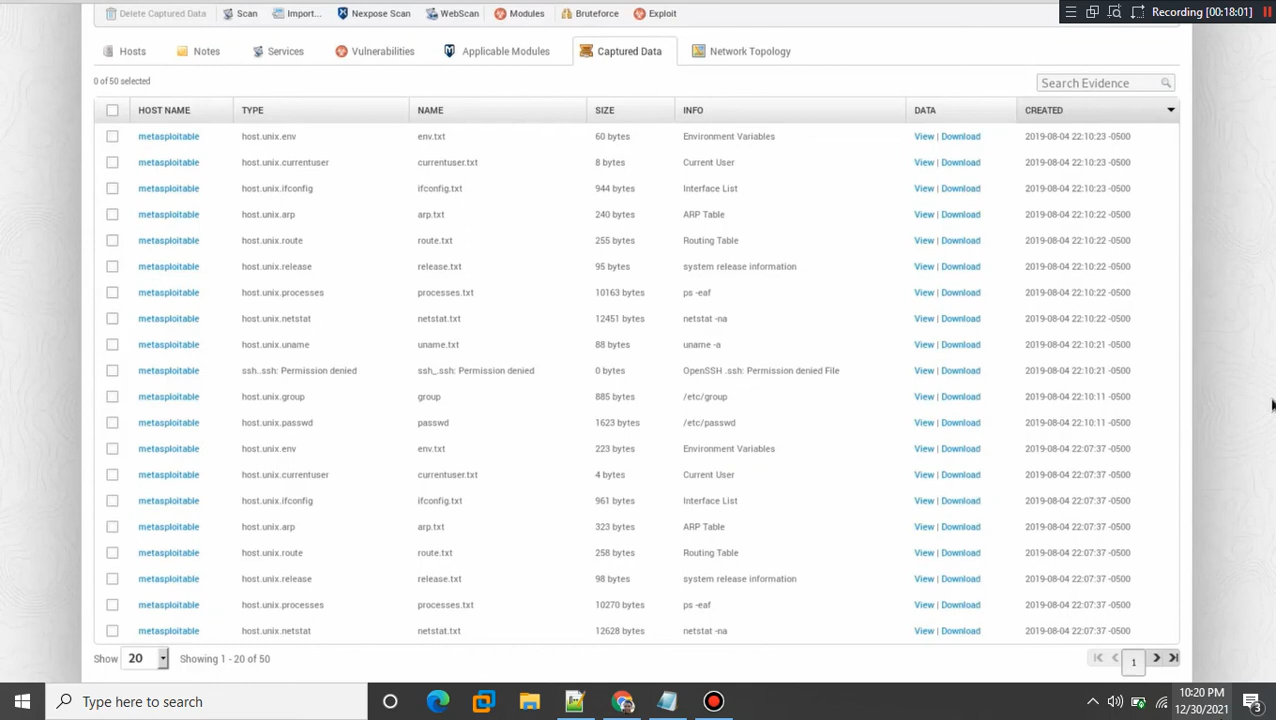 Delete Captured Data Scan Import... Nexpose Scan WebScan Modules Bruteforce Exploit Recording [00:18:01]
Hosts Notes Services Vulnerabilities Applicable Modules Captured Data Network Topology
0 of 50 selected Search Evidence
HOST NAME TYPE NAME SIZE INFO DATA CREATED
metasploitable host.unix.env env.txt 60 bytes Environment Variables View | Download 2019-08-04 22:10:23 -0500
metasploitable host.unix.currentuser currentuser.txt 8 bytes Current User View | Download 2019-08-04 22:10:23 -0500
metasploitable host.unix.ifconfig ifconfig.txt 944 bytes Interface List View | Download 2019-08-04 22:10:23 -0500
metasploitable host.unix.arp arp.txt 240 bytes ARP Table View | Download 2019-08-04 22:10:22 -0500
metasploitable host.unix.route route.txt 255 bytes Routing Table View | Download 2019-08-04 22:10:22 -0500
metasploitable host.unix.release release.txt 95 bytes system release information View | Download 2019-08-04 22:10:22 -0500
metasploitable host.unix.processes processes.txt 10163 bytes ps -eaf View | Download 2019-08-04 22:10:22 -0500
metasploitable host.unix.netstat netstat.txt 12451 bytes netstat -na View | Download 2019-08-04 22:10:22 -0500
metasploitable host.unix.uname uname.txt 88 bytes uname -a View | Download 2019-08-04 22:10:21 -0500
metasploitable ssh..ssh: Permission denied ssh_.ssh: Permission denied 0 bytes OpenSSH .ssh: Permission denied File View | Download 2019-08-04 22:10:21 -0500
metasploitable host.unix.group group 885 bytes /etc/group View | Download 2019-08-04 22:10:11 -0500
metasploitable host.unix.passwd passwd 1623 bytes /etc/passwd View | Download 2019-08-04 22:10:11 -0500
metasploitable host.unix.env env.txt 223 bytes Environment Variables View | Download 2019-08-04 22:07:37 -0500
metasploitable host.unix.currentuser currentuser.txt 4 bytes Current User View | Download 2019-08-04 22:07:37 -0500
metasploitable host.unix.ifconfig ifconfig.txt 961 bytes Interface List View | Download 2019-08-04 22:07:37 -0500
metasploitable host.unix.arp arp.txt 323 bytes ARP Table View | Download 2019-08-04 22:07:37 -0500
metasploitable host.unix.route route.txt 258 bytes Routing Table View | Download 2019-08-04 22:07:37 -0500
metasploitable host.unix.release release.txt 98 bytes system release information View | Download 2019-08-04 22:07:37 -0500
metasploitable host.unix.processes processes.txt 10270 bytes ps -eaf View | Download 2019-08-04 22:07:37 -0500
metasploitable host.unix.netstat netstat.txt 12628 bytes netstat -na View | Download 2019-08-04 22:07:37 -0500
Show 20 Showing 1 - 20 of 50 1
Type here to search 10:20 PM
12/30/2021 3